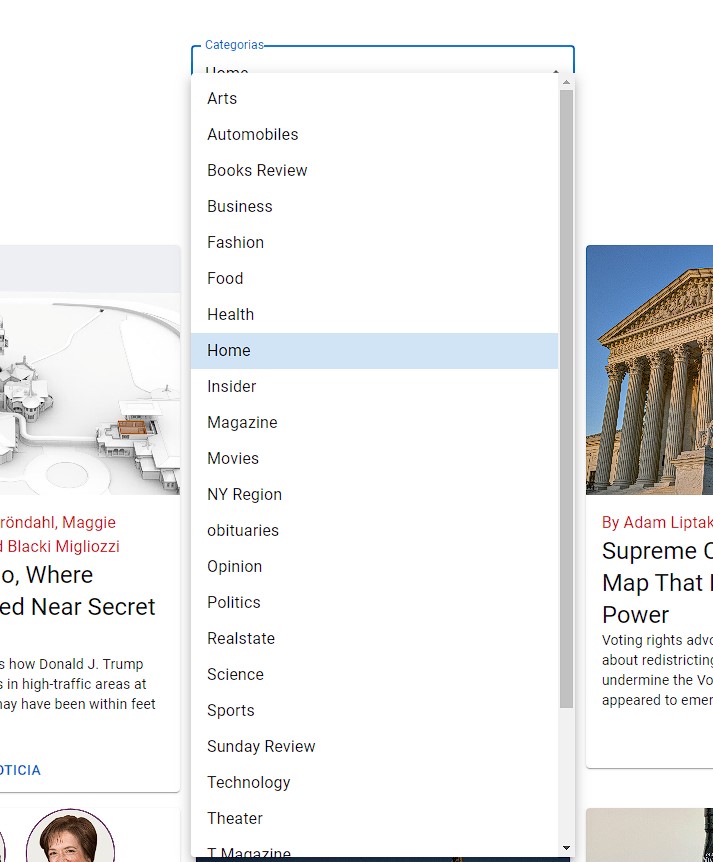 Categorias
Home
Arts
Automobiles
Books Review
Business
Fashion
Food
Health
Home
Insider
Magazine
Movies
NY Region
obituaries
Opinion
Politics
Realstate
Science
Sports
Sunday Review
Technology
Theater
T Magazine
röndahl, Maggie
d Blacki Migliozzi
o, Where
ed Near Secret
s how Donald J. Trump
s in high-traffic areas at
may have been within feet
OTICIA
By Adam Liptak
Supreme C
Map That
Power
Voting rights advo
about redistricting
undermine the Vo
appeared to emer